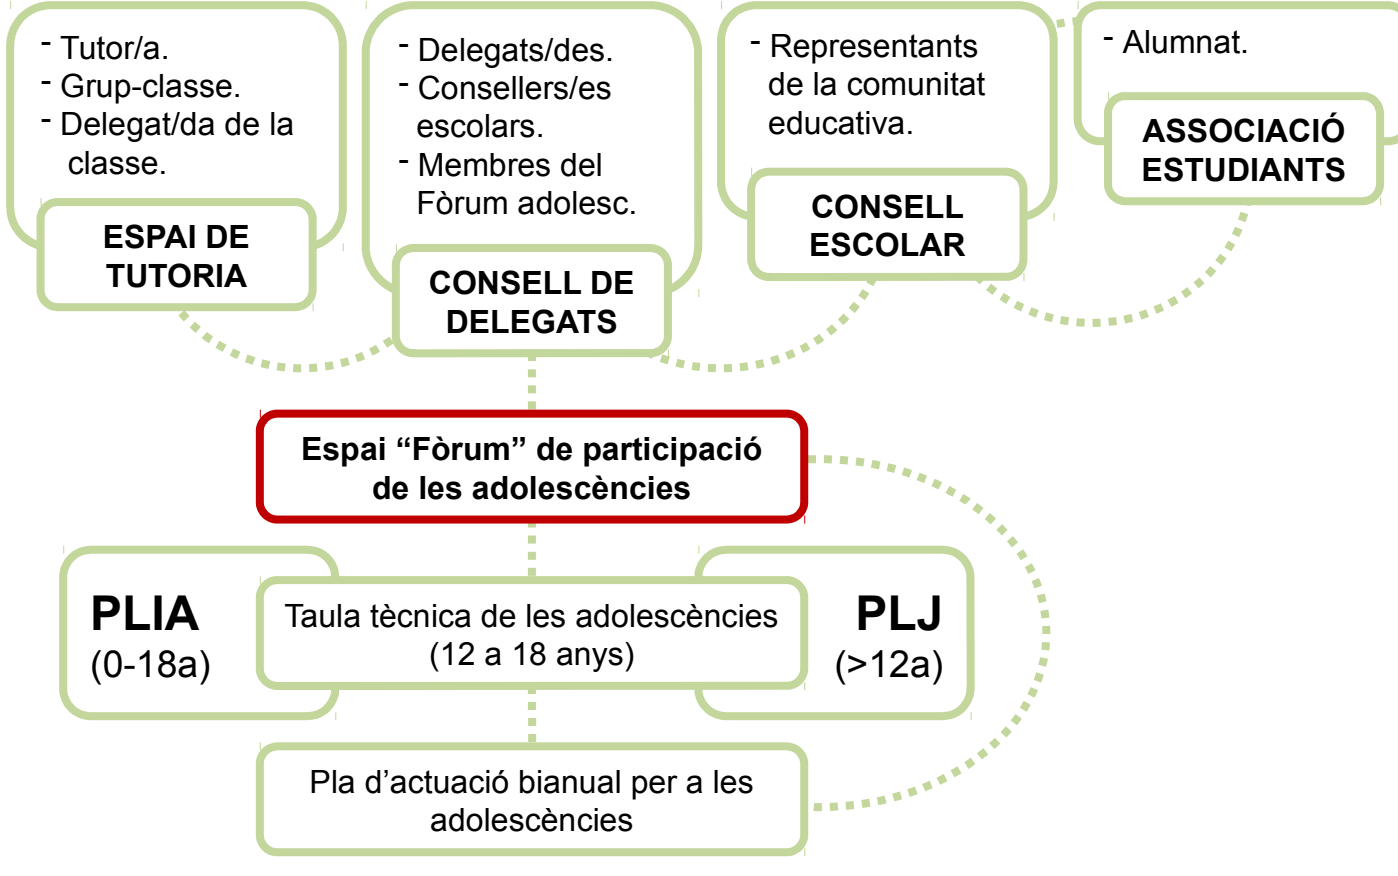 - Tutor/a.
- Grup-classe.
- Delegat/da de la
classe.
ESPAI DE
TUTORIA
- Delegats/des.
- Consellers/es
escolars.
- Membres del
Fòrum adolesc.
CONSELL DE
DELEGATS
- Representants
de la comunitat
educativa.
CONSELL
ESCOLAR
- Alumnat.
ASSOCIACIÓ
ESTUDIANTS
Espai “Fòrum” de participació
de les adolescències
PLIA
(0-18a)
Taula tècnica de les adolescències
(12 a 18 anys)
PLJ
(>12a)
Pla d’actuació bianual per a les
adolescències